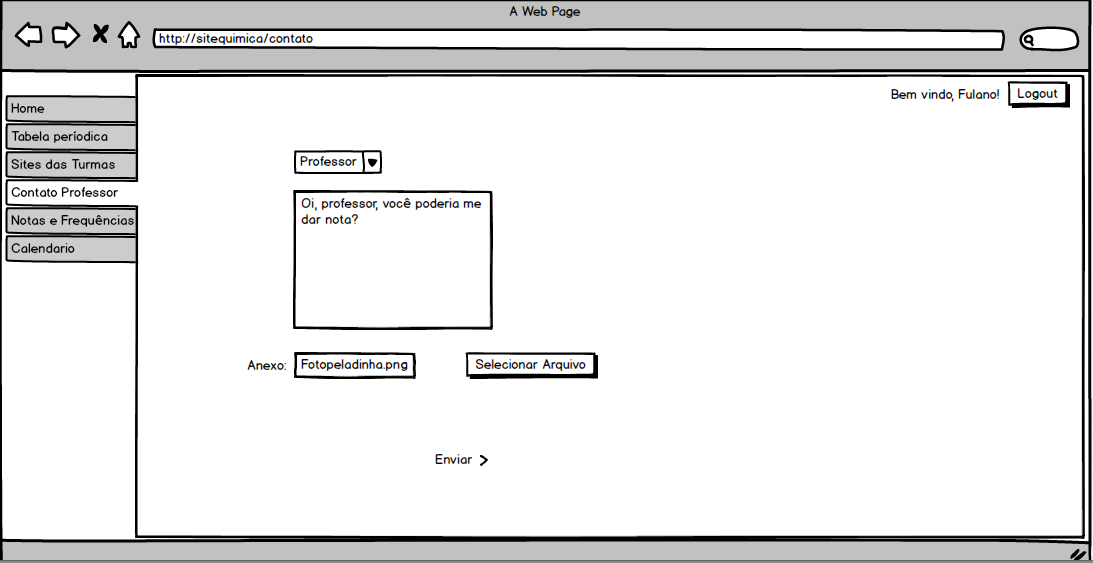 A Web Page
http://sitequimica/contato
Bem vindo, Fulano!
Logout
Home
Tabela periódica
Sites das Turmas
Contato Professor
Notas e Frequências
Calendario
Professor
Oi, professor, você poderia me
dar nota?
Anexo:
Fotopeladinha.png
Selecionar Arquivo
Enviar